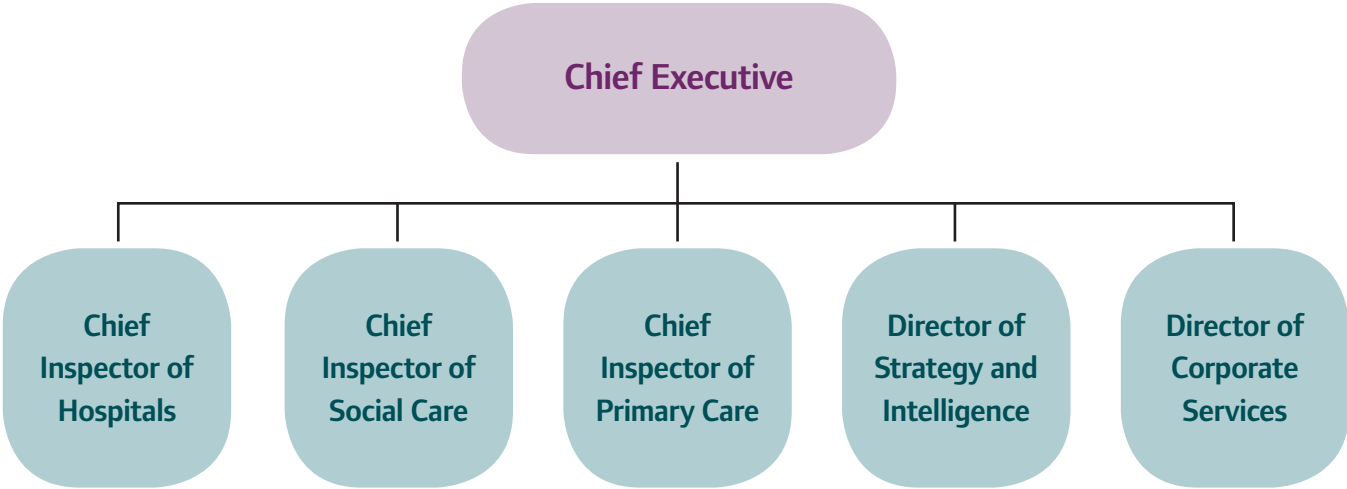 Chief Executive
Chief
Inspector of
Hospitals
Chief
Inspector of
Social Care
Chief
Inspector of
Primary Care
Director of
Strategy and
Intelligence
Director of
Corporate
Services